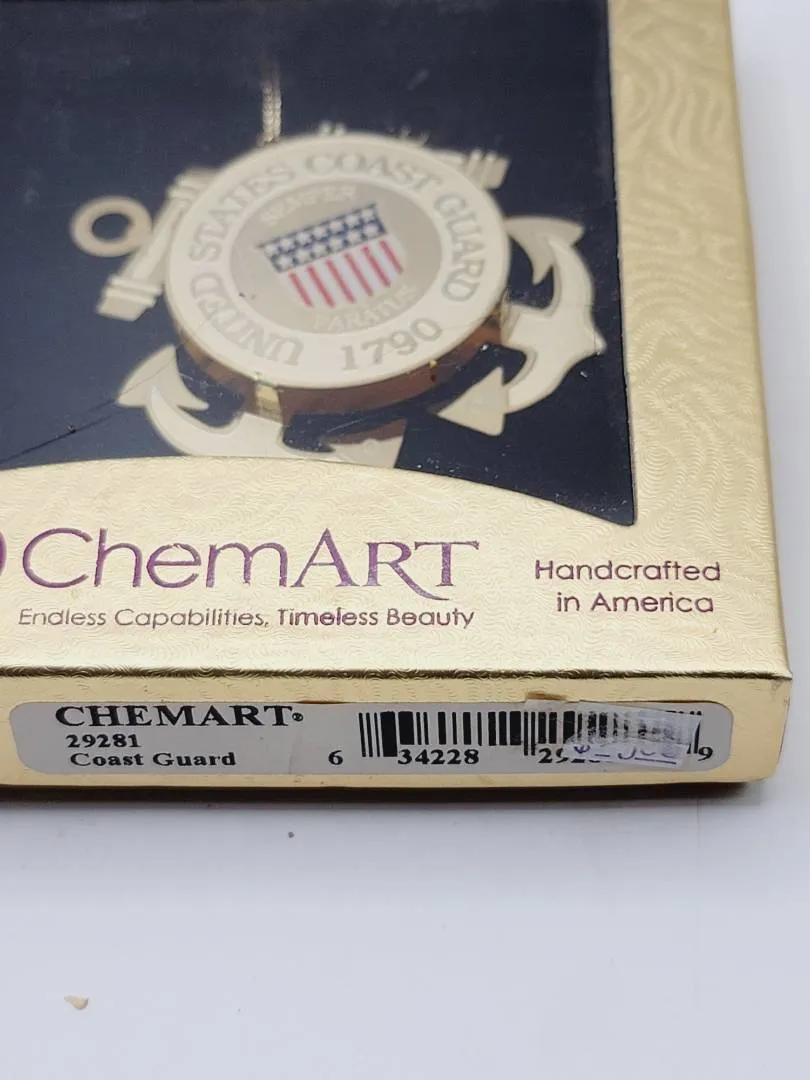 UNITED STATES COAST GUARD
SEMPER
PARATUS
1790
ChemART
Endless Capabilities, Timeless Beauty
Handcrafted
in America
CHEMART®
29281
Coast Guard
6 34228 9